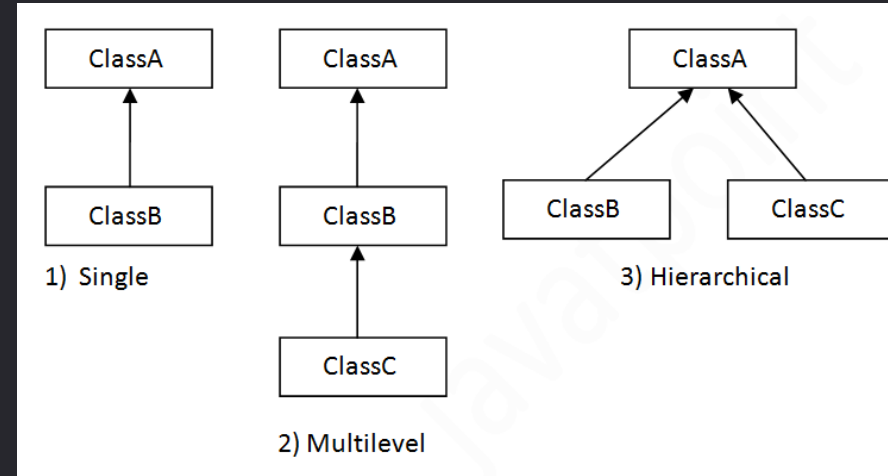 ClassA
ClassB
1) Single
ClassA
ClassB
ClassC
2) Multilevel
ClassA
ClassB ClassC
3) Hierarchical